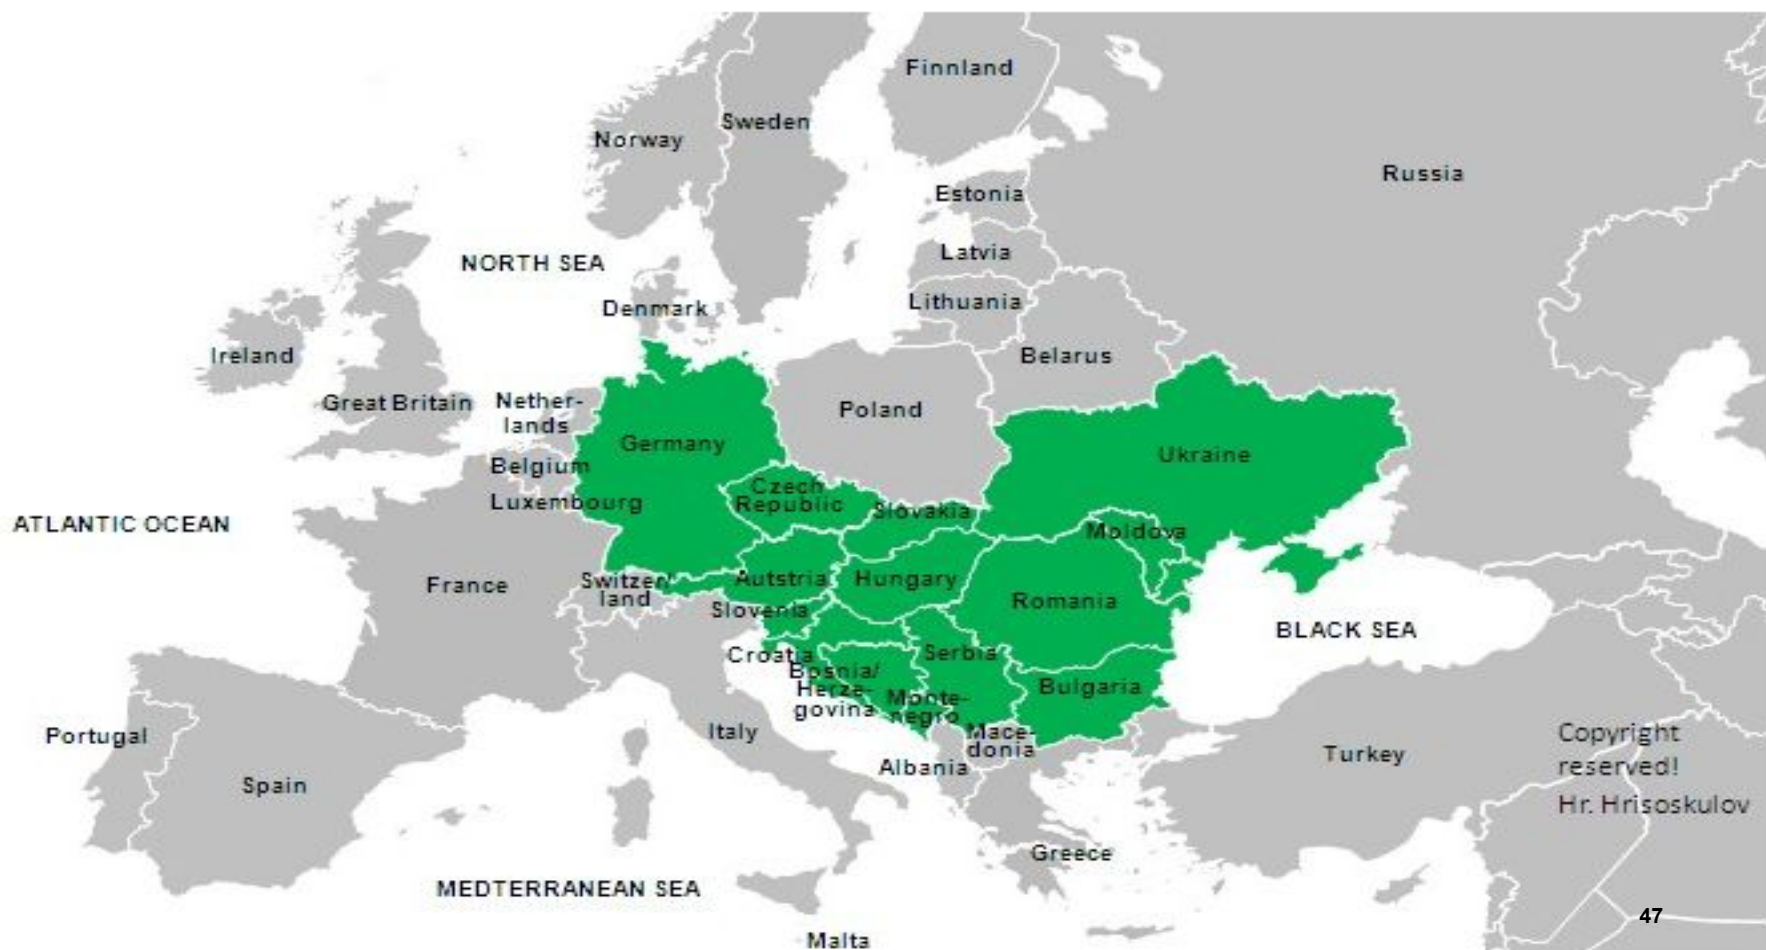 Finnland
Sweden
Norway
Russia
Estonia
Latvia
NORTH SEA
Lithuania
Denmark
Ireland
Belarus
Great Britain
Nether-
lands
Poland
Germany
Ukraine
Belgium
Czech
Republic
Luxembourg
Slovakia
ATLANTIC OCEAN
Moldova
France
Switzer/
land
Autstria
Hungary
Romania
Slovenia
BLACK SEA
Croatia
Serbia
Bosnia/
Herze-
govina
Bulgaria
Monte-
negro
Portugal
Italy
Mace-
donia
Albania
Turkey
Copyright
reserved!
Hr. Hrisoskulov
Spain
Greece
MEDTERRANEAN SEA
47
Malta